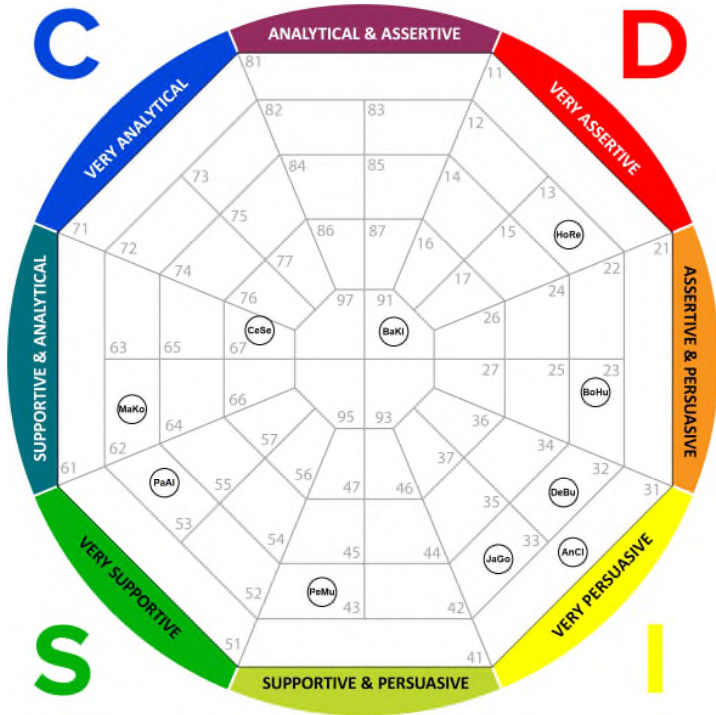 C
ANALYTICAL & ASSERTIVE
D
81
11
82
83
12
VERY ANALYTICAL
VERY ASSERTIVE
84
85
14
13
73
75
86
87
16
15
HoRe
71
72
74
77
17
22
21
76
97
91
24
CeSe
BaKl
26
SUPPORTIVE & ANALYTICAL
63
65
67
27
25
23
ASSERTIVE & PERSUASIVE
BoHu
MaKo
66
95
93
64
36
62
57
34
61
37
32
31
PaAl
55
56
47
46
DeBu
53
35
54
45
44
33
JaGo
AnCl
VERY SUPPORTIVE
VERY PERSUASIVE
PeMu
52
43
42
51
41
S
SUPPORTIVE & PERSUASIVE
I